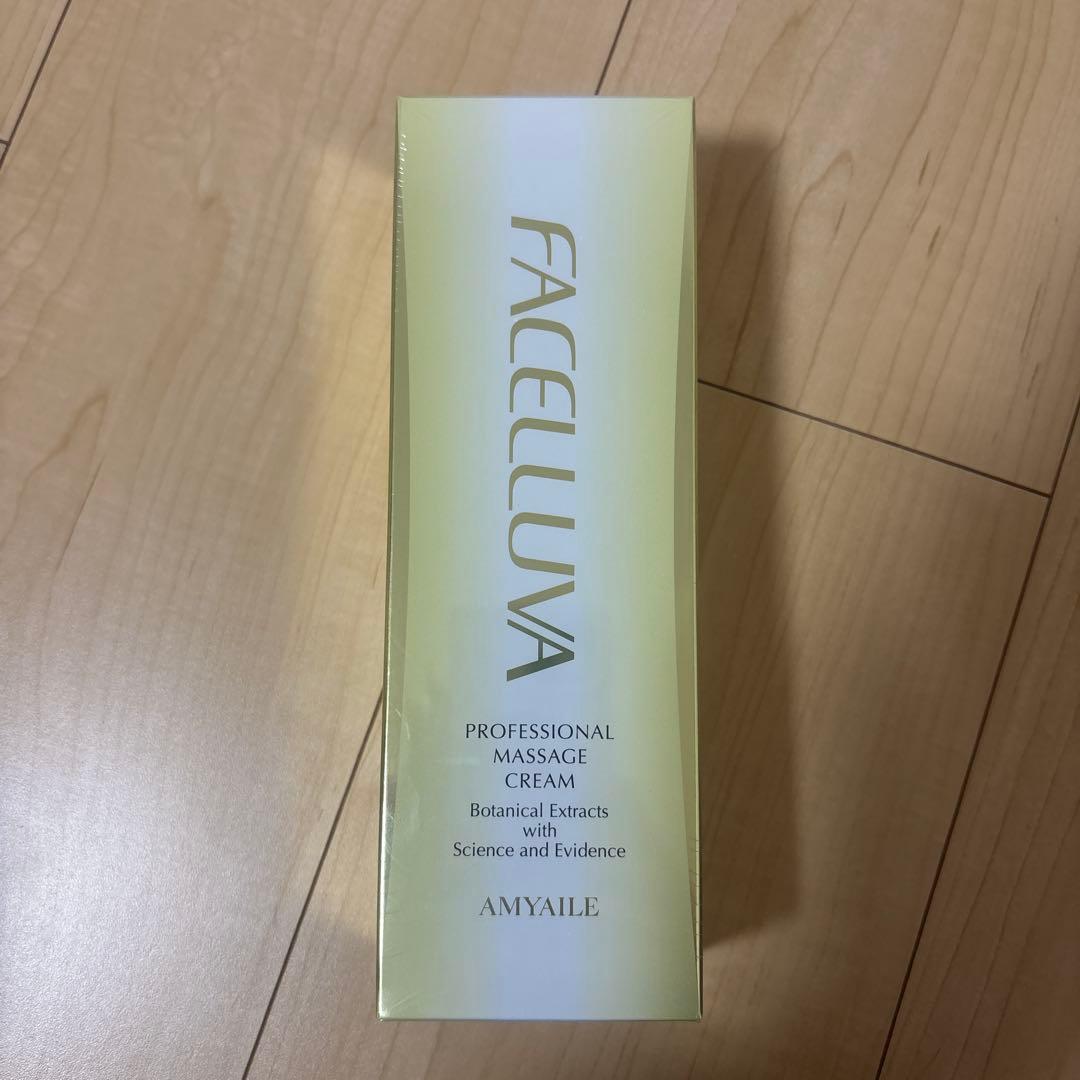 FACELLUVA
PROFESSIONAL
MASSAGE
CREAM
Botanical Extracts
with
Science and Evidence
AMYAILE